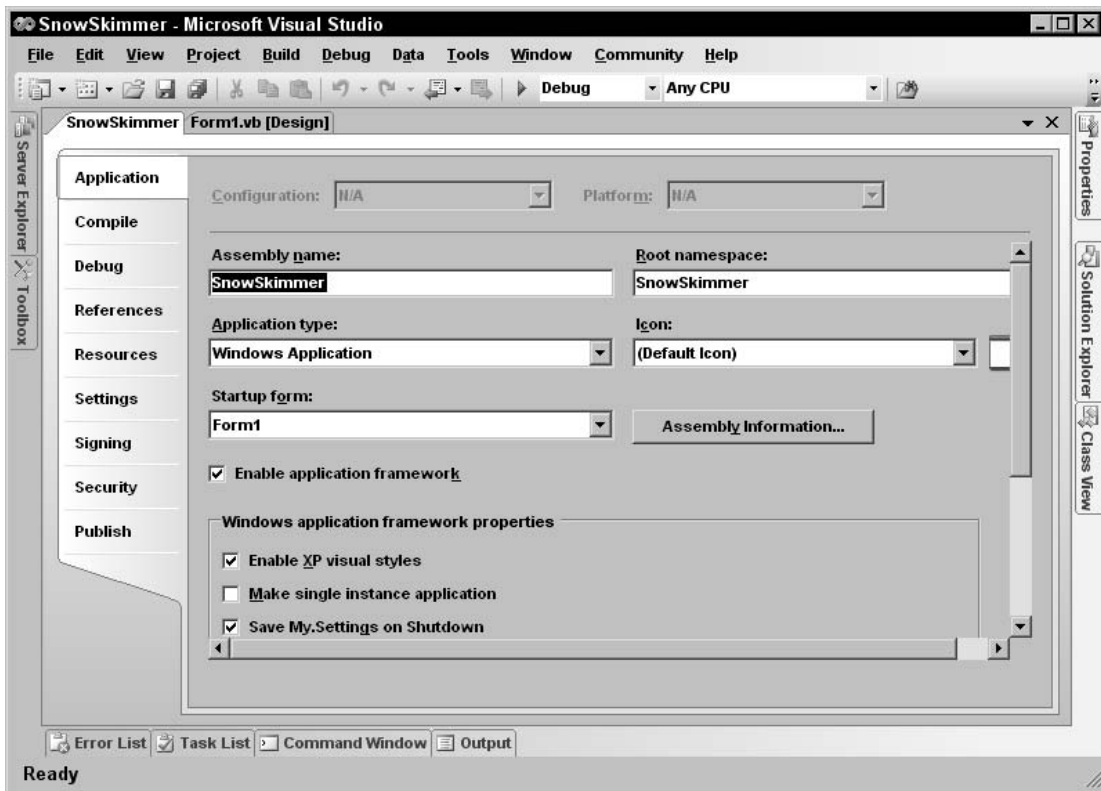 SnowSkimmer - Microsoft Visual Studio
File Edit View Project Build Debug Data Tools Window Community Help
Debug Any CPU
SnowSkimmer Form1.vb [Design]
Server Explorer
Toolbox
Application
Compile
Debug
References
Resources
Settings
Signing
Security
Publish
Configuration: N/A Platform: N/A
Assembly name: Root namespace:
SnowSkimmer SnowSkimmer
Application type: Icon:
Windows Application (Default Icon)
Startup form:
Form1 Assembly Information...
Enable application framework
Windows application framework properties
Enable XP visual styles
Make single instance application
Save My.Settings on Shutdown
Properties
Solution Explorer
Class View
Error List Task List Command Window Output
Ready